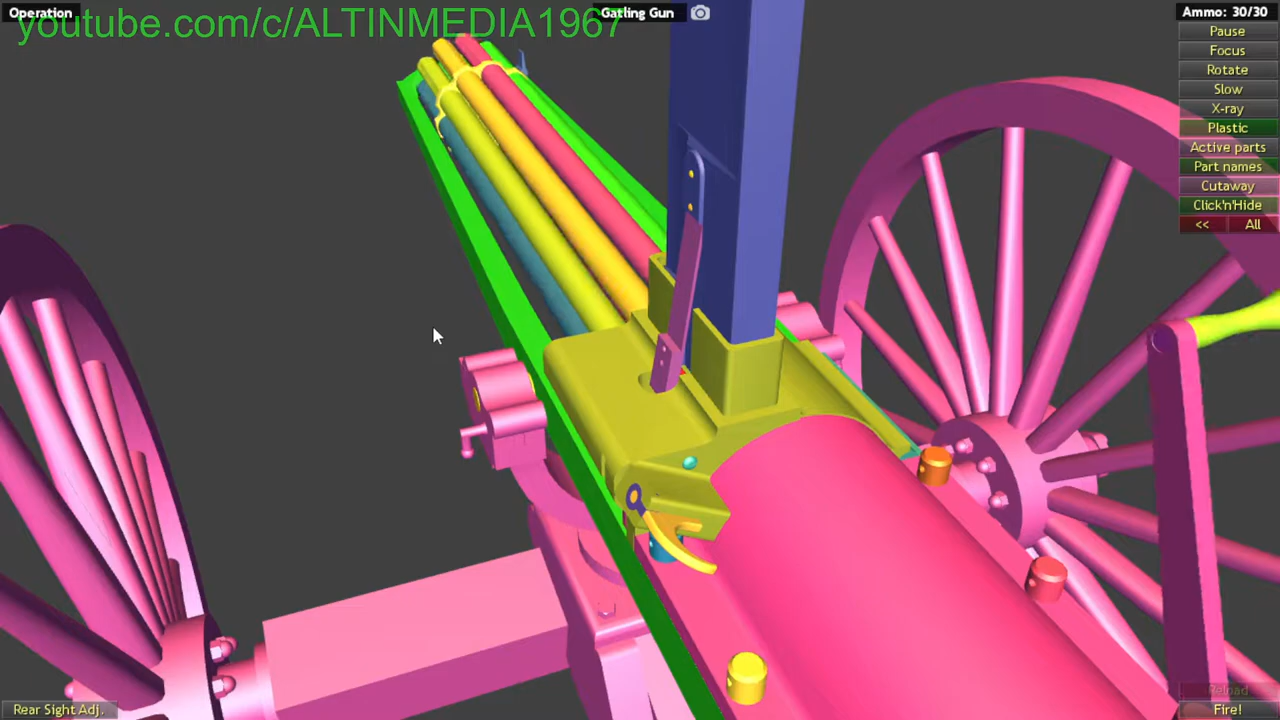 Operation
youtube.com/c/ALTINMEDIA1967
Gatling Gun
Ammo: 30/30
Pause
Focus
Rotate
Slow
X-ray
Plastic
Active parts
Part names
Cutaway
Click'n'Hide
<< All
Reload
Fire!
Rear Sight Adj.